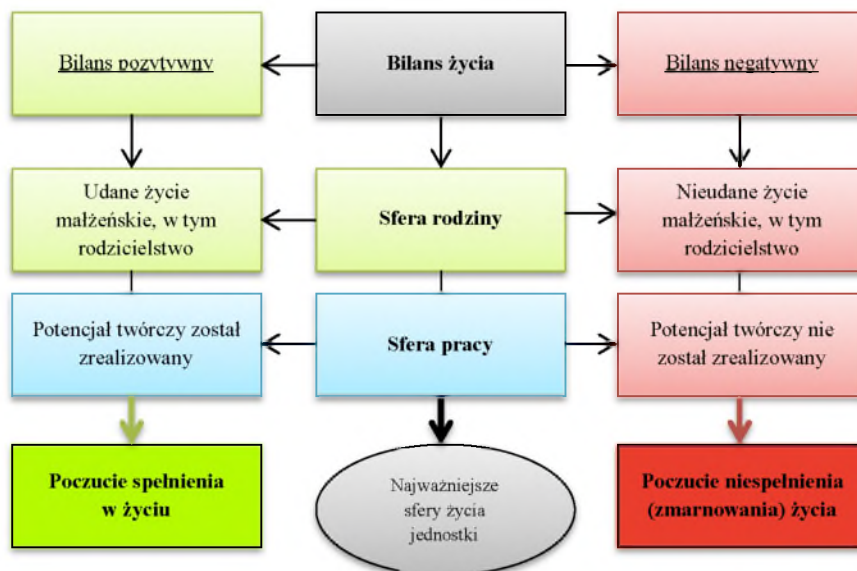 Bilans pozytywny
Bilans życia
Bilans negatywny
Udane życie
małżeńskie, w tym
rodzicielstwo
Sfera rodziny
Nieudane życie
małżeńskie, w tym
rodzicielstwo
Potencjał twórczy został
zrealizowany
Sfera pracy
Potencjał twórczy nie
został zrealizowany
Poczucie spełnienia
w życiu
Najważniejsze
sfery życia
jednostki
Poczucie niespełnienia
(zmarnowania) życia